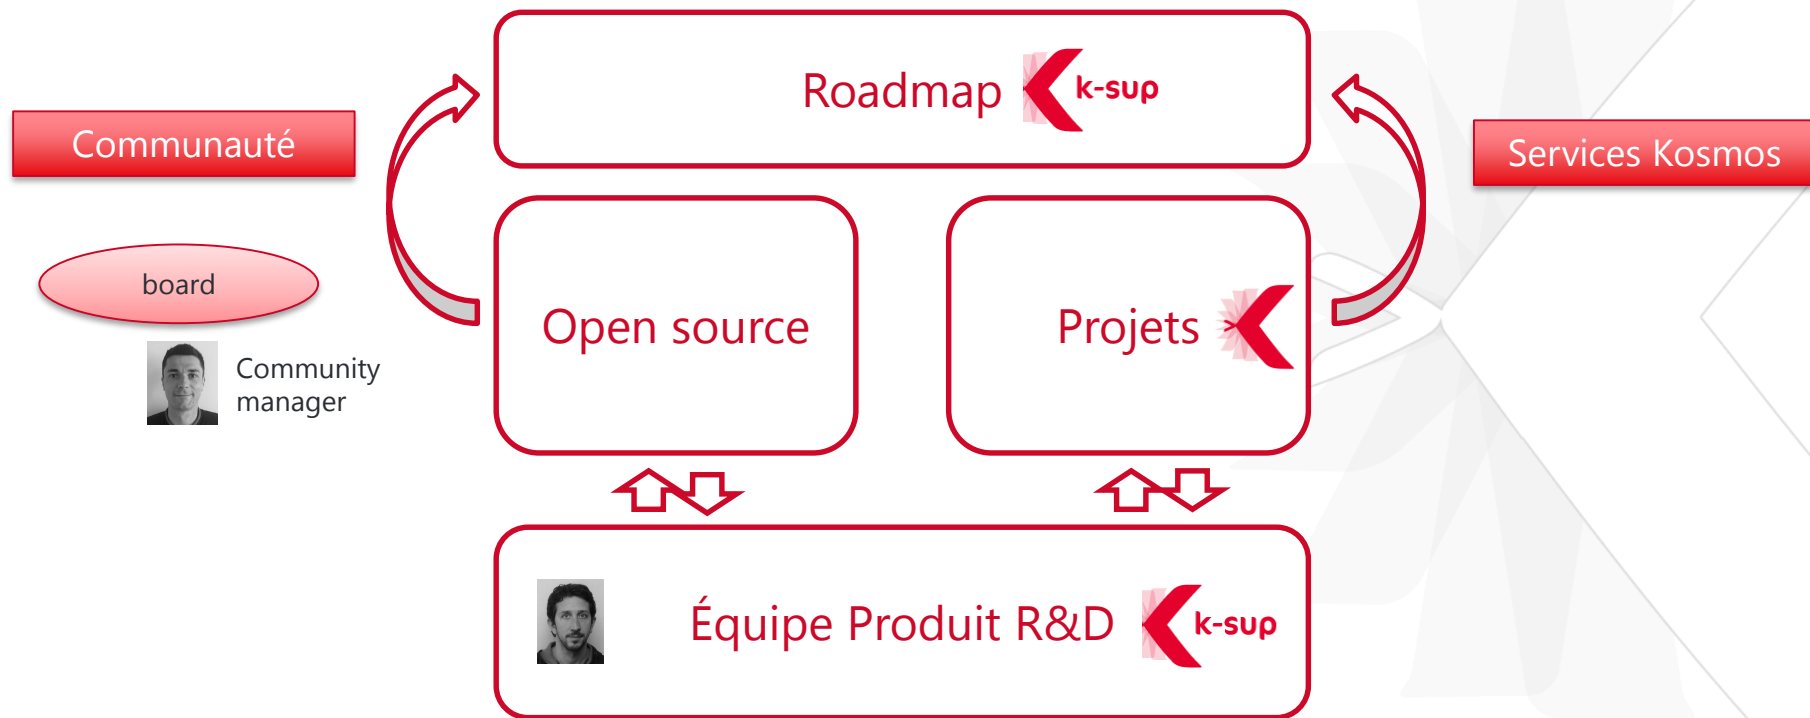 Roadmap k-sup
Communauté
Services Kosmos
board
Open source
Projets
Community
manager
Équipe Produit R&D k-sup